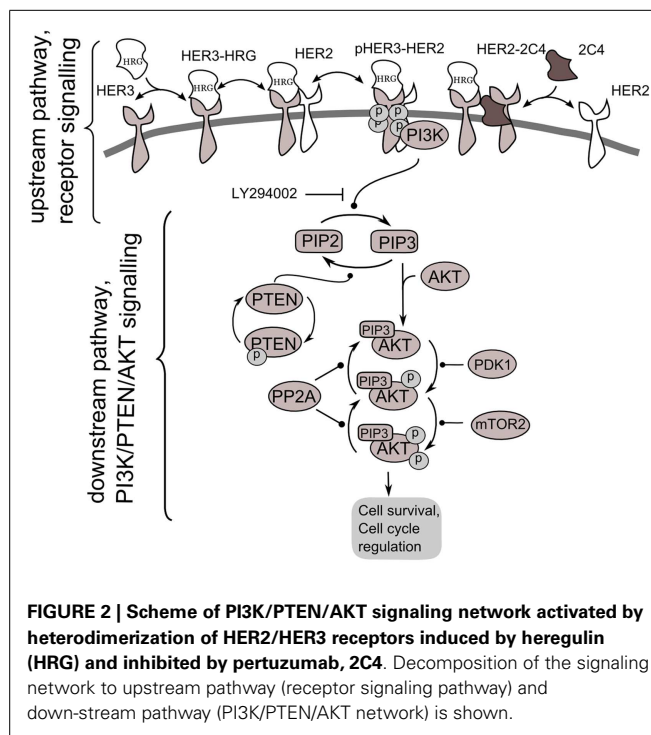 upstream pathway,
receptor signalling
HRG
HER3
HER3-HRG
HRG
HRG
HER2
pHER3-HER2
HRG
p
p
p
p
PI3K
HRG
HER2-2C4
2C4
HER2
downstream pathway,
PI3K/PTEN/AKT signalling
LY294002
PIP2
PIP3
PTEN
AKT
PTEN
p
PIP3
AKT
PDK1
PP2A
PIP3
p
AKT
mTOR2
PIP3
p
AKT
p
Cell survival,
Cell cycle
regulation
FIGURE 2 | Scheme of PI3K/PTEN/AKT signaling network activated by
heterodimerization of HER2/HER3 receptors induced by heregulin
(HRG) and inhibited by pertuzumab, 2C4. Decomposition of the signaling
network to upstream pathway (receptor signaling pathway) and
down-stream pathway (PI3K/PTEN/AKT network) is shown.